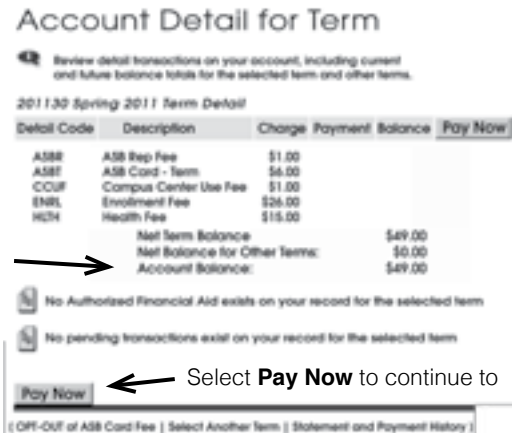 Account Detail for Term
Review detail transactions on your account, including current
and future balance totals for the selected term and other terms.
201130 Spring 2011 Term Detail
Detail Code Description Charge Payment Balance Pay Now
ASBR ASB Rep Fee $1.00
ASBT ASB Card - Term $6.00
CCUF Campus Center Use Fee $1.00
ENRL Enrollment Fee $26.00
HLTH Health Fee $15.00
Net Term Balance $49.00
Net Balance for Other Terms: $0.00
Account Balance: $49.00
No Authorized Financial Aid exists on your record for the selected term
No pending transactions exist on your record for the selected term
Pay Now Select Pay Now to continue to
[ OPT-OUT of ASB Card Fee | Select Another Term | Statement and Payment History ]